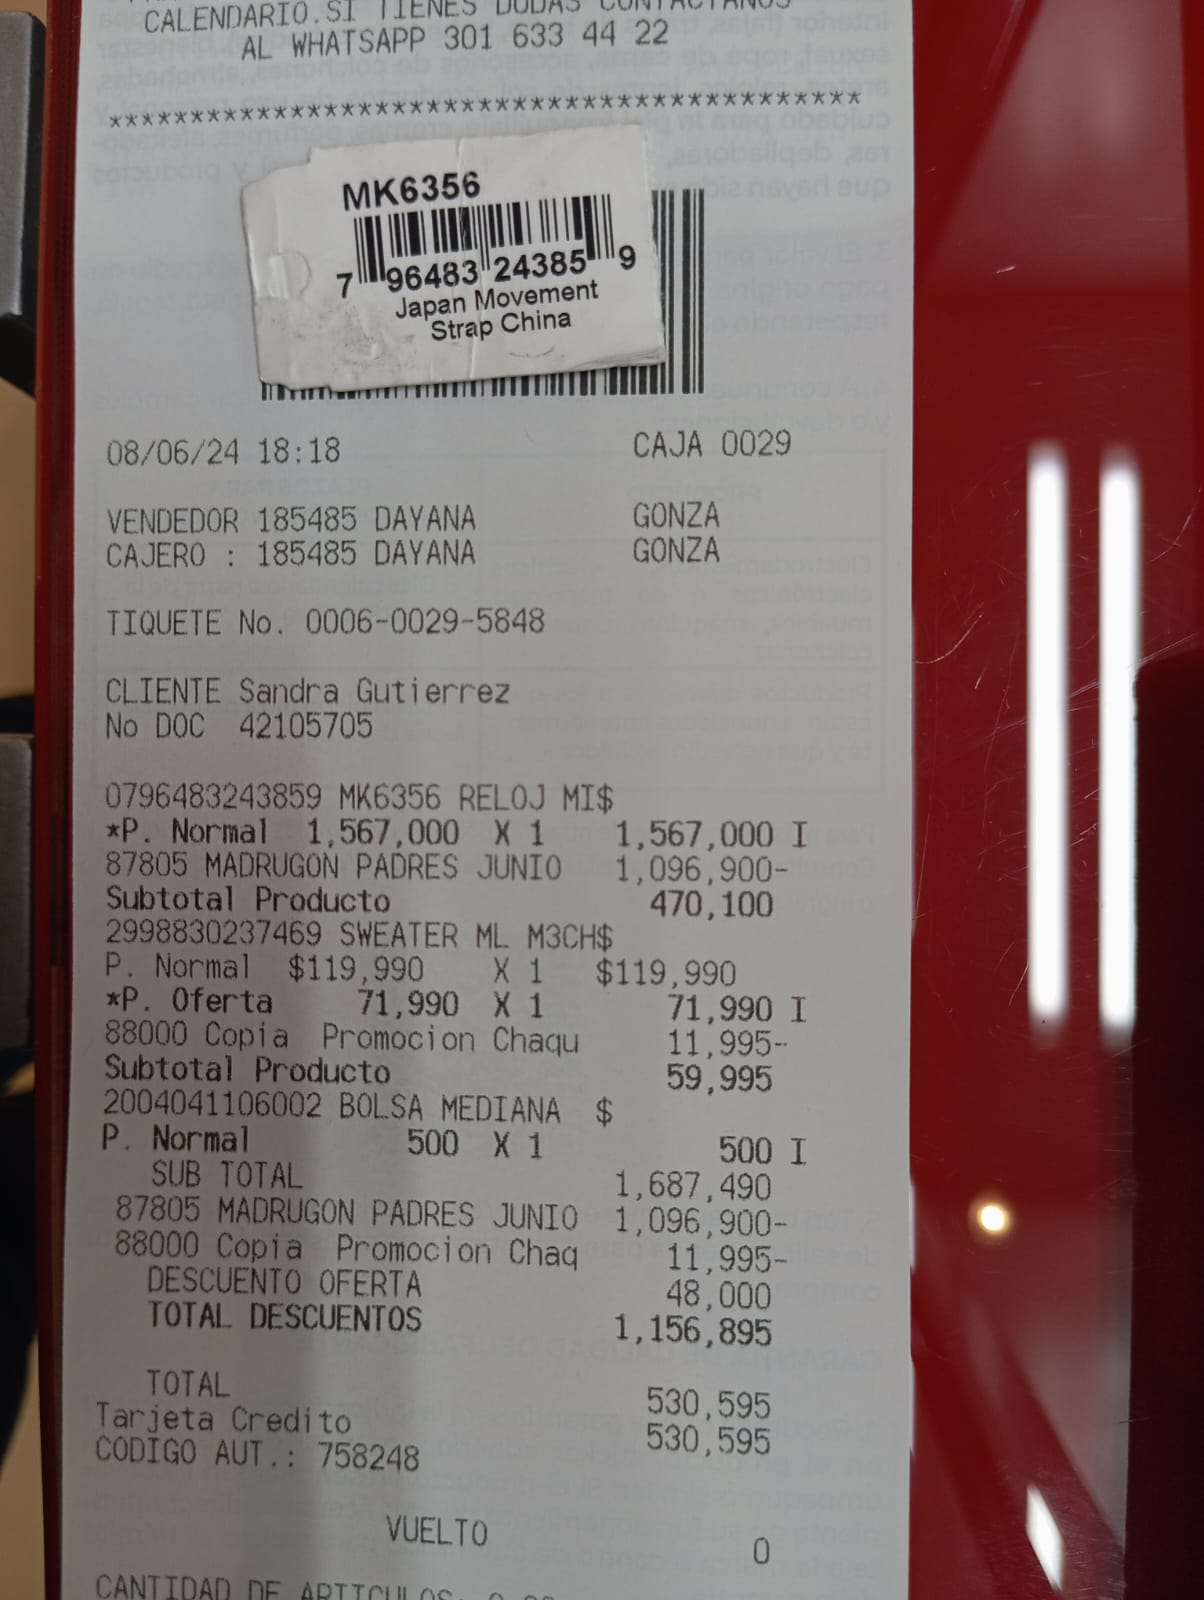 CALENDARIO.SI TIENES DUDAS CONTACTANOS
AL WHATSAPP 301 633 44 22
*******************************************
MK6356
7 96483 24385 9
Japan Movement
Strap China
08/06/24 18:18 CAJA 0029
VENDEDOR 185485 DAYANA GONZA
CAJERO : 185485 DAYANA GONZA
TIQUETE No. 0006-0029-5848
CLIENTE Sandra Gutierrez
No DOC 42105705
0796483243859 MK6356 RELOJ MI$
*P. Normal 1,567,000 X 1 1,567,000 I
87805 MADRUGON PADRES JUNIO 1,096,900-
Subtotal Producto 470,100
2998830237469 SWEATER ML M3CH$
P. Normal $119,990 X 1 $119,990
*P. Oferta 71,990 X 1 71,990 I
88000 Copia Promocion Chaqu 11,995-
Subtotal Producto 59,995
2004041106002 BOLSA MEDIANA $
P. Normal 500 X 1 500 I
SUB TOTAL 1,687,490
87805 MADRUGON PADRES JUNIO 1,096,900-
88000 Copia Promocion Chaq 11,995-
DESCUENTO OFERTA 48,000
TOTAL DESCUENTOS 1,156,895
TOTAL 530,595
Tarjeta Credito 530,595
CODIGO AUT.: 758248
VUELTO 0
CANTIDAD DE ARTICULOS